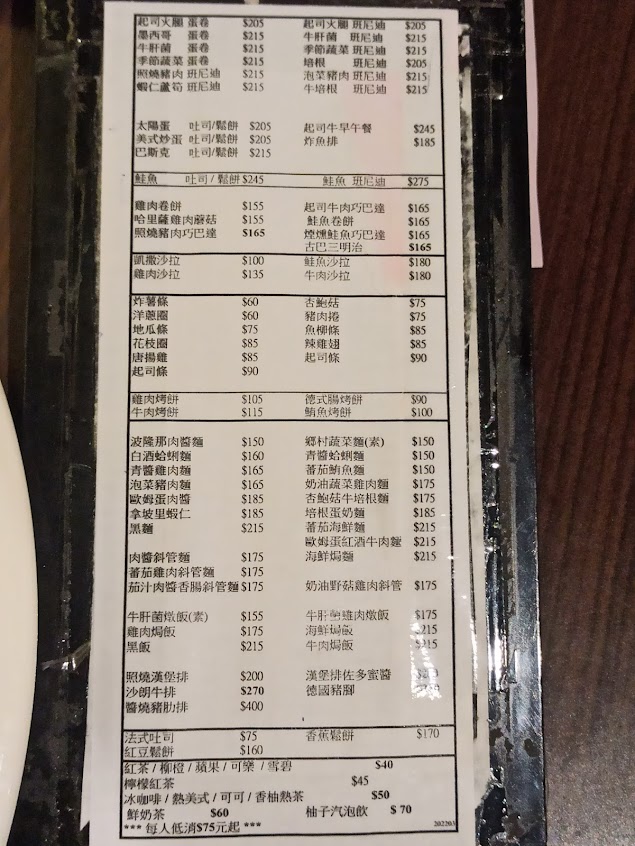 起司火腿 蛋卷 $205 起司火腿 班尼迪 $205
墨西哥 蛋卷 $215 牛肝菌 班尼迪 $215
牛肝菌 蛋卷 $215 季節蔬菜 班尼迪 $215
季節蔬菜 蛋卷 $215 培根 班尼迪 $205
照燒豬肉 班尼迪 $215 泡菜豬肉 班尼迪 $215
蝦仁蘆筍 班尼迪 $215 牛培根 班尼迪 $215
太陽蛋 吐司/鬆餅 $205 起司牛早午餐 $245
美式炒蛋 吐司/鬆餅 $205 炸魚排 $185
巴斯克 吐司/鬆餅 $215
鮭魚 吐司/鬆餅 $245 鮭魚 班尼迪 $275
雞肉卷餅 $155 起司牛肉巧巴達 $165
哈里薩雞肉蘑菇 $155 鮭魚卷餅 $165
照燒豬肉巧巴達 $165 煙燻鮭魚巧巴達 $165
古巴三明治 $165
凱撒沙拉 $100 鮭魚沙拉 $180
雞肉沙拉 $135 牛肉沙拉 $180
炸薯條 $60 杏鮑菇 $75
洋蔥圈 $60 豬肉捲 $75
地瓜條 $75 魚柳條 $85
花枝圈 $85 辣雞翅 $85
唐揚雞 $85 起司條 $90
起司條 $90
雞肉烤餅 $105 德式腸烤餅 $90
牛肉烤餅 $115 鮪魚烤餅 $100
波隆那肉醬麵 $150 鄉村蔬菜麵(素) $150
白酒蛤蜊麵 $160 青醬蛤蜊麵 $150
青醬雞肉麵 $165 蕃茄鮪魚麵 $150
泡菜豬肉麵 $165 奶油蔬菜雞肉麵 $175
歐姆蛋肉醬 $185 杏鮑菇牛培根麵 $175
拿坡里蝦仁 $185 培根蛋奶麵 $185
黑麵 $215 蕃茄海鮮麵 $215
歐姆蛋紅酒牛肉麵 $215
肉醬斜管麵 $175 海鮮焗麵 $215
蕃茄雞肉斜管麵 $175
茄汁肉醬香腸斜管麵 $175 奶油野菇雞肉斜管 $175
牛肝菌燉飯(素) $155 牛肝菌雞肉燉飯 $175
雞肉焗飯 $175 海鮮焗飯 $215
黑飯 $215 牛肉焗飯 $215
照燒漢堡排 $200 漢堡排佐多蜜醬
沙朗牛排 $270 德國豬腳
醬燒豬肋排 $400
法式吐司 $75 香蕉鬆餅 $170
紅豆鬆餅 $160
紅茶 / 柳橙 / 蘋果 / 可樂 / 雪碧 $40
檸檬紅茶 $45
冰咖啡 / 熱美式 / 可可 / 香柚熱茶 $50
鮮奶茶 $60 柚子汽泡飲 $ 70
*** 每人低消$75元起 ***